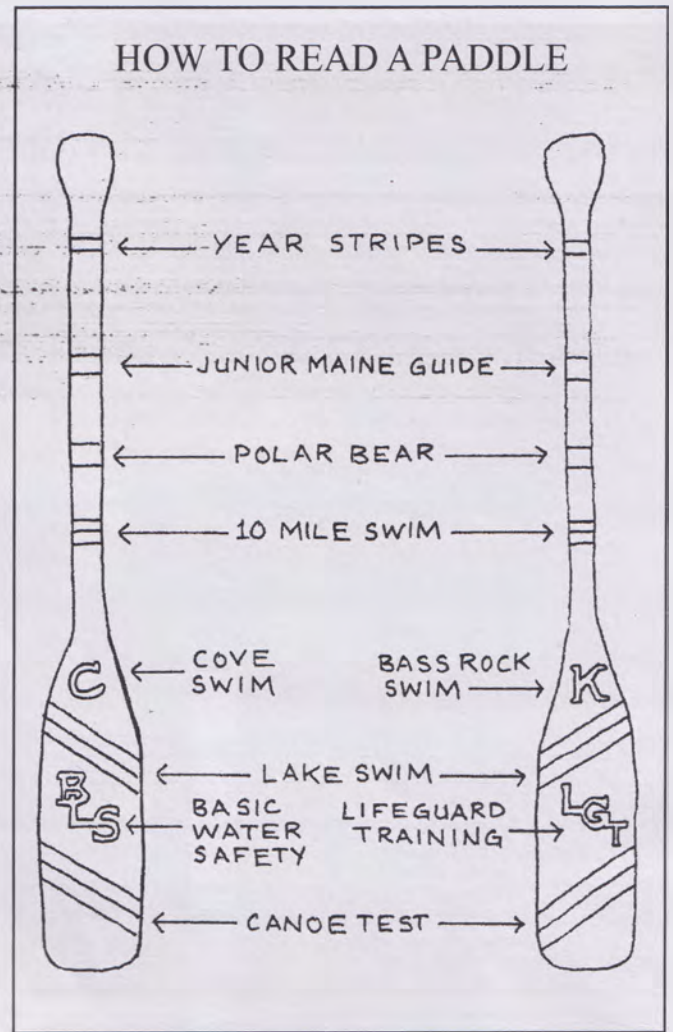 HOW TO READ A PADDLE
YEAR STRIPES
JUNIOR MAINE GUIDE
POLAR BEAR
10 MILE SWIM
C
COVE
SWIM
BASS ROCK
SWIM
K
LAKE SWIM
BLS
BASIC
WATER
SAFETY
LIFEGUARD
TRAINING
LGT
CANOE TEST